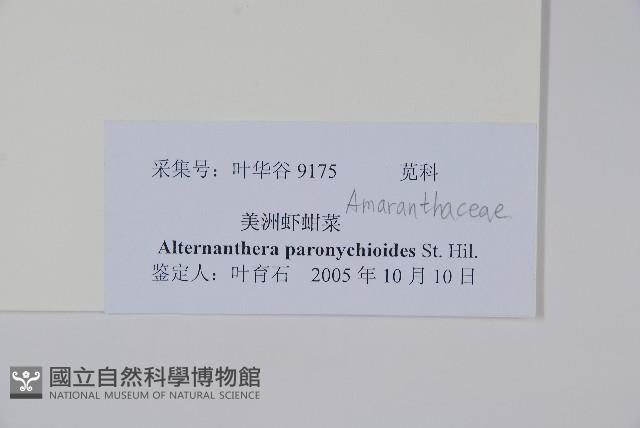 采集号：叶华谷 9175 苋科
Amaranthaceae
美洲虾蚶菜
Alternanthera paronychioides St. Hil.
鉴定人：叶育石 2005 年 10 月 10 日
國立自然科學博物館
NATIONAL MUSEUM OF NATURAL SCIENCE